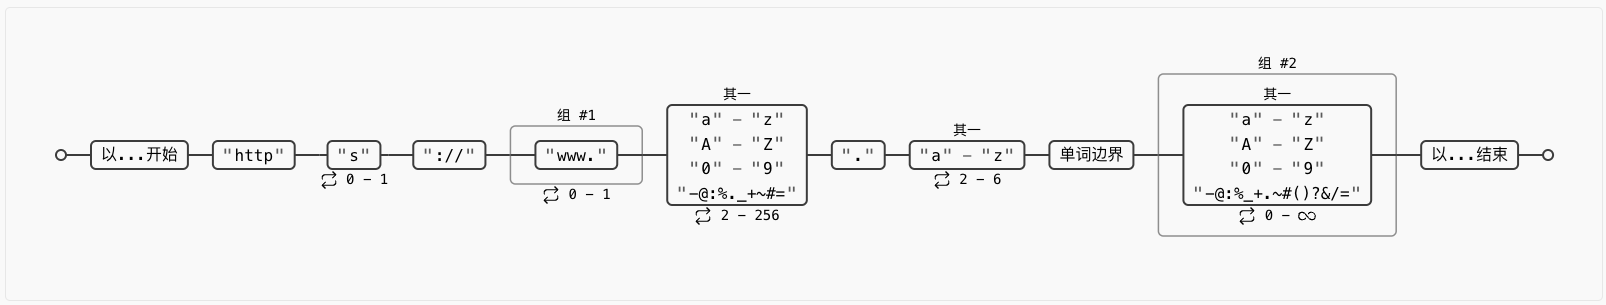 以...开始
"http"
"s"
0 - 1
"://"
组 #1
"www."
0 - 1
其一
"a" - "z"
"A" - "Z"
"0" - "9"
"-@:%._+~#="
2 - 256
"."
其一
"a" - "z"
2 - 6
单词边界
组 #2
其一
"a" - "z"
"A" - "Z"
"0" - "9"
"-@:%_+.~#()?&/="
0 - ∞
以...结束